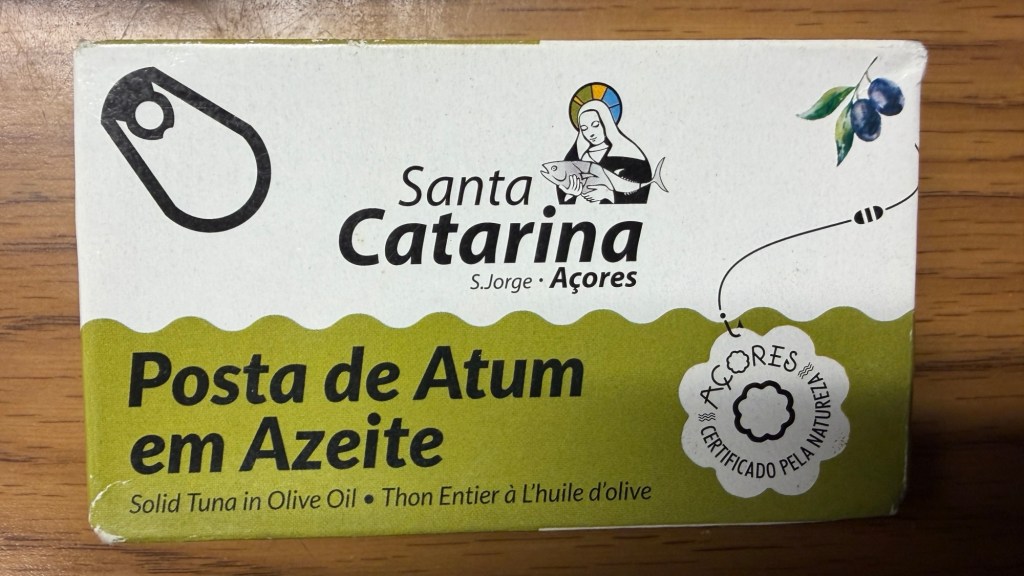 Santa
Catarina
S.Jorge · Açores
Posta de Atum
em Azeite
Solid Tuna in Olive Oil • Thon Entier à L'huile d'olive
AÇORES
CERTIFICADO PELA NATUREZA